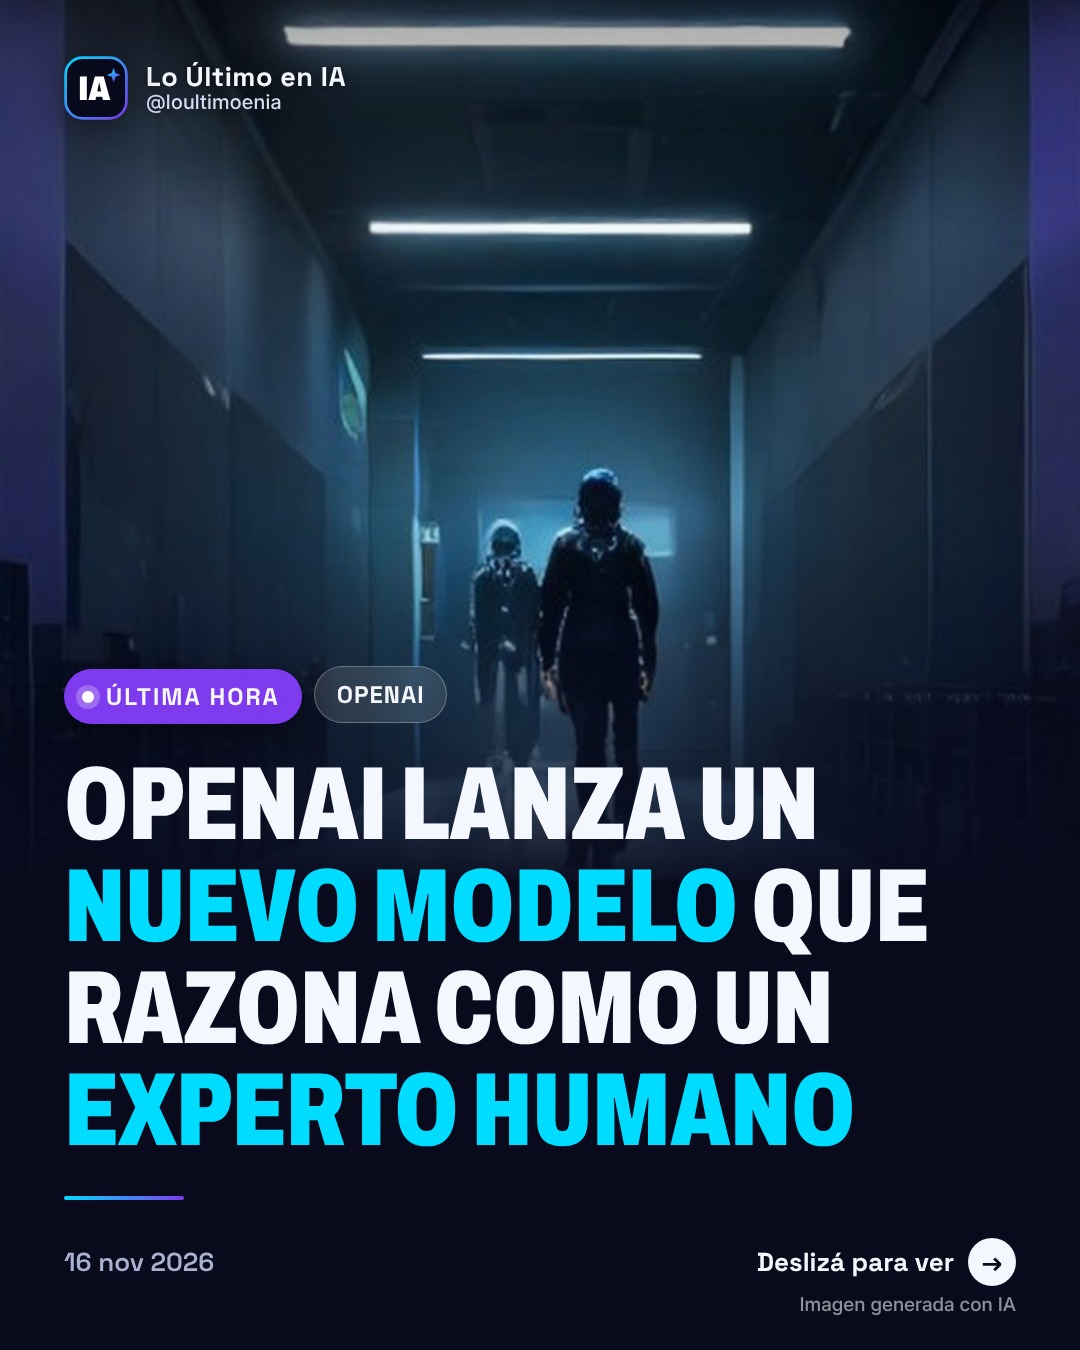 IA
Lo Último en IA
@loultimoenia
ÚLTIMA HORA
OPENAI
OPENAI LANZA UN
NUEVO MODELO QUE
RAZONA COMO UN
EXPERTO HUMANO
16 nov 2026
Deslizá para ver →
Imagen generada con IA